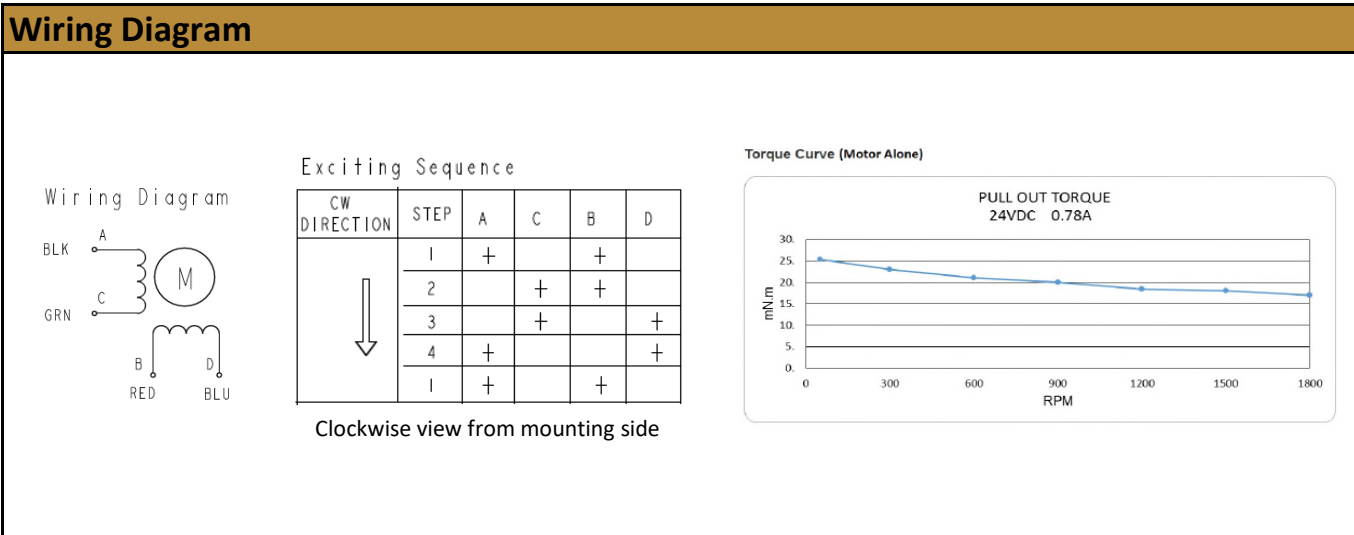 Wiring Diagram
Wiring Diagram
A
BLK
M
C
GRN
B D
RED BLU
Exciting Sequence
CW DIRECTION STEP A C B D
1 + +
2 + +
3 + +
4 + +
1 + +
Clockwise view from mounting side
Torque Curve (Motor Alone)
PULL OUT TORQUE
24VDC 0.78A
30.
25.
20.
15.
10.
5.
0.
mN.m
0 300 600 900 1200 1500 1800
RPM